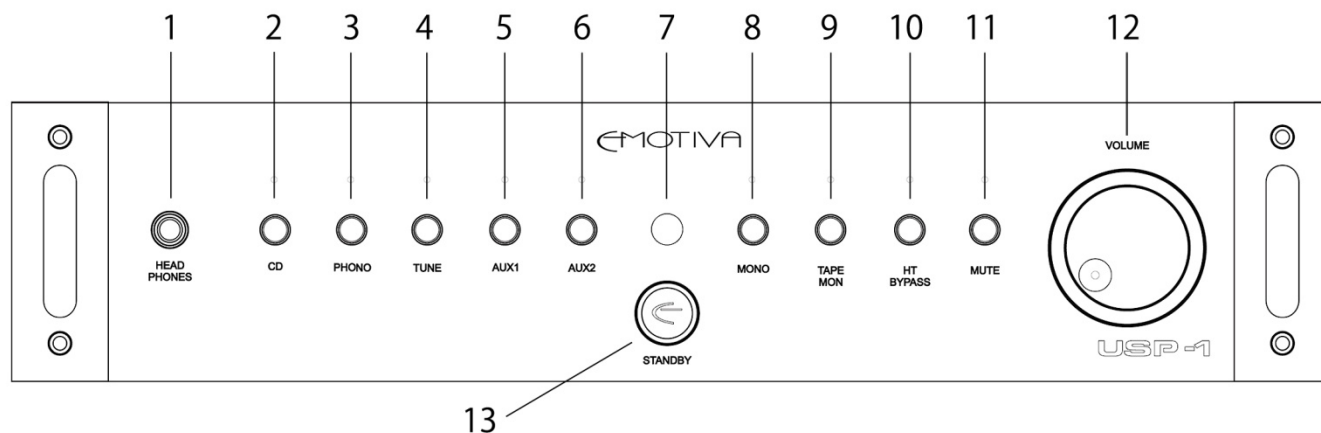 1 2 3 4 5 6 7 8 9 10 11 12
EMOTIVA
VOLUME
HEAD
PHONES
CD
PHONO
TUNE
AUX1
AUX2
MONO
TAPE
MON
HT
BYPASS
MUTE
STANDBY
USP-1
13